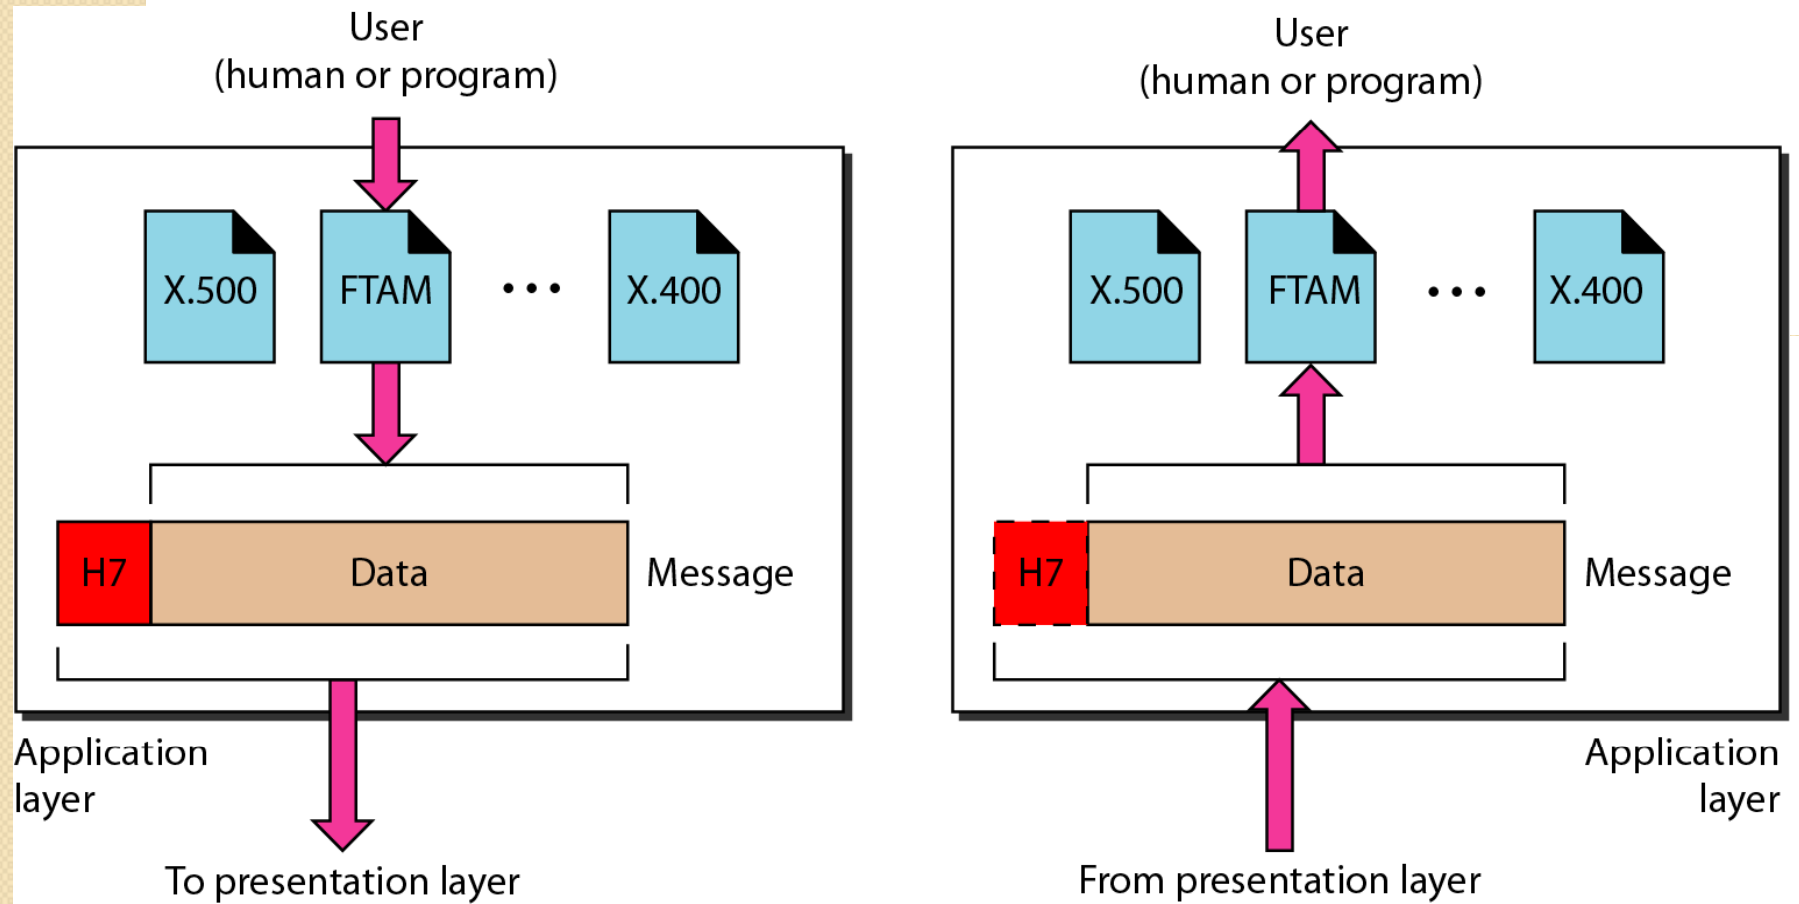 User
(human or program)
X.500
FTAM
...
X.400
H7
Data
Message
Application
layer
To presentation layer
User
(human or program)
X.500
FTAM
...
X.400
H7
Data
Message
Application
layer
From presentation layer